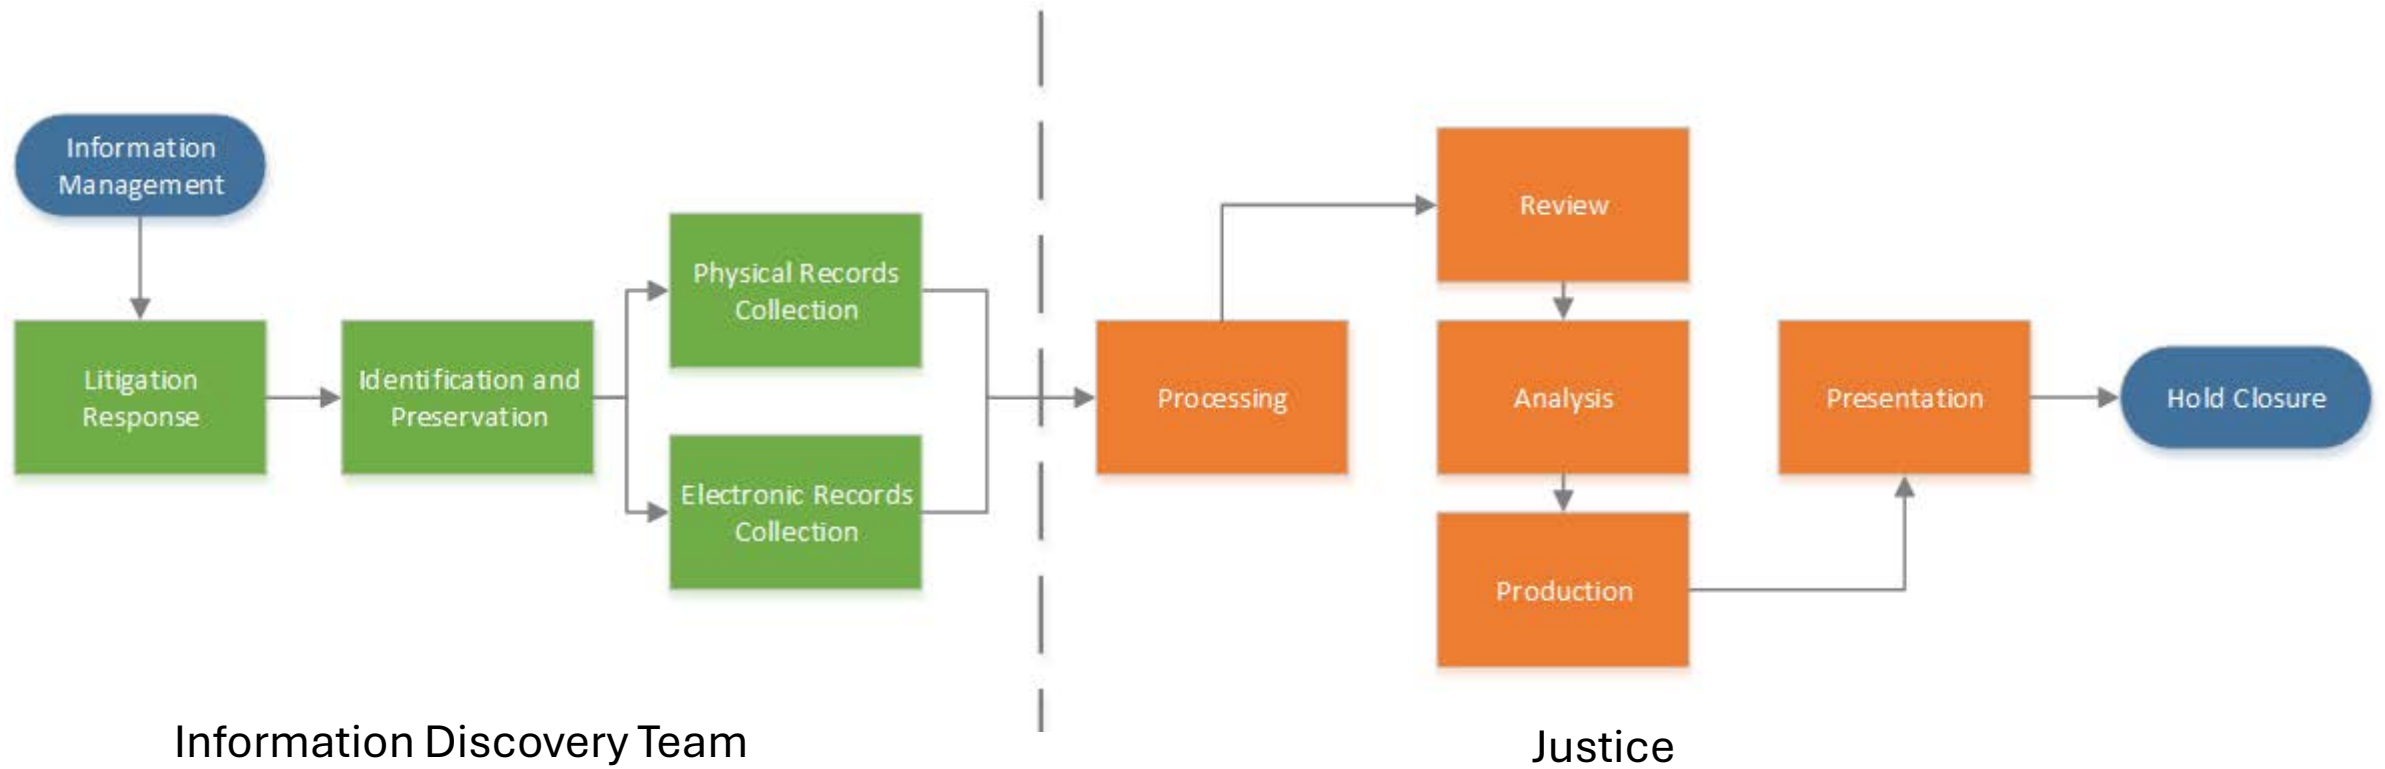 Information
Management
Litigation
Response
Identification and
Preservation
Physical Records
Collection
Electronic Records
Collection
Processing
Review
Analysis
Production
Presentation
Hold Closure
Information Discovery Team
Justice